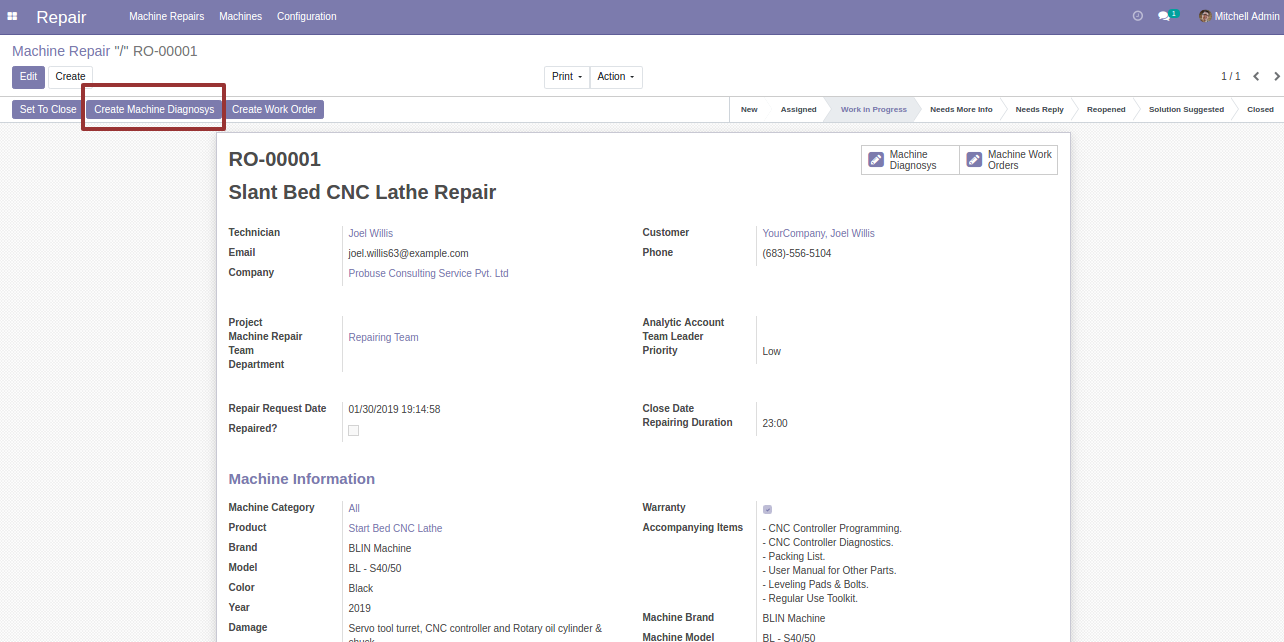 Repair Machine Repairs Machines Configuration 1 Mitchell Admin
Machine Repair "/" RO-00001
Edit Create Print Action 1 / 1
Set To Close Create Machine Diagnosys Create Work Order New Assigned Work in Progress Needs More Info Needs Reply Reopened Solution Suggested Closed
RO-00001
Machine Diagnosys
Machine Work Orders
Slant Bed CNC Lathe Repair
Technician Joel Willis
Email joel.willis63@example.com
Company Probuse Consulting Service Pvt. Ltd
Customer YourCompany, Joel Willis
Phone (683)-556-5104
Project
Machine Repair Repairing Team
Team
Department
Analytic Account
Team Leader
Priority Low
Repair Request Date 01/30/2019 19:14:58
Repaired?
Close Date
Repairing Duration 23:00
Machine Information
Machine Category All
Product Start Bed CNC Lathe
Brand BLIN Machine
Model BL - S40/50
Color Black
Year 2019
Damage Servo tool turret, CNC controller and Rotary oil cylinder &
chuck
Warranty
Accompanying Items - CNC Controller Programming.
- CNC Controller Diagnostics.
- Packing List.
- User Manual for Other Parts.
- Leveling Pads & Bolts.
- Regular Use Toolkit.
Machine Brand BLIN Machine
Machine Model BL - S40/50